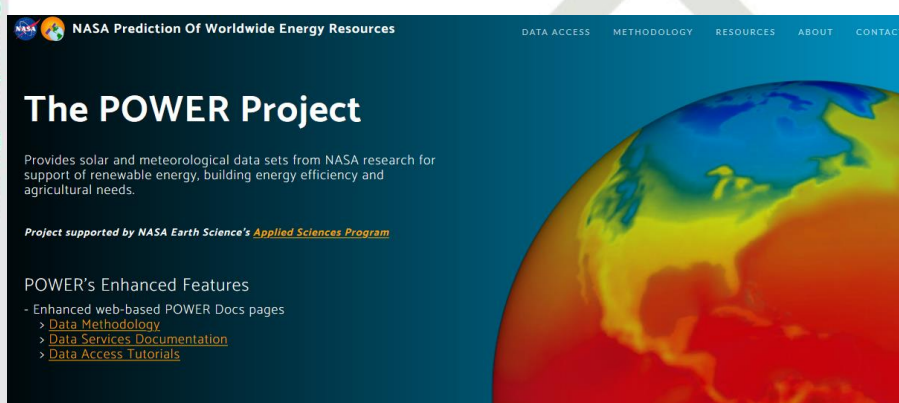 NASA
NASA Prediction Of Worldwide Energy Resources
DATA ACCESS METHODOLOGY RESOURCES ABOUT CONTAC
The POWER Project
Provides solar and meteorological data sets from NASA research for
support of renewable energy, building energy efficiency and
agricultural needs.
Project supported by NASA Earth Science's Applied Sciences Program
POWER's Enhanced Features
- Enhanced web-based POWER Docs pages
> Data Methodology
> Data Services Documentation
> Data Access Tutorials